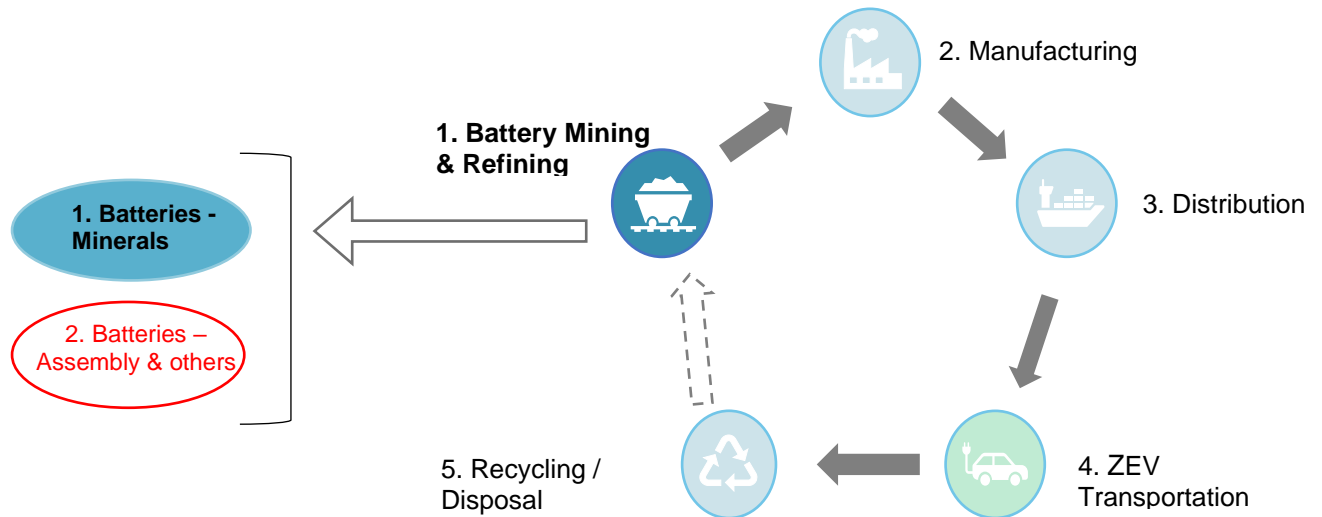 1. Battery Mining
& Refining
2. Manufacturing
3. Distribution
4. ZEV
Transportation
5. Recycling /
Disposal
1. Batteries -
Minerals
2. Batteries –
Assembly & others